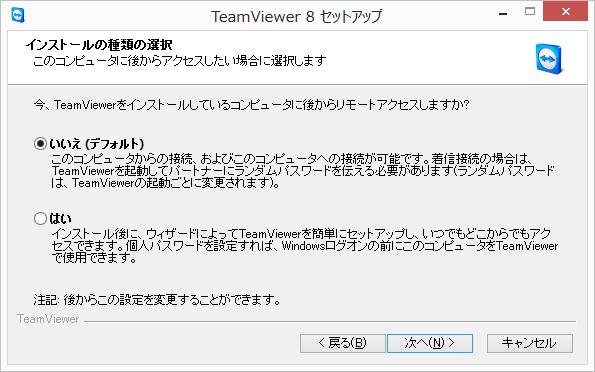 TeamViewer 8 セットアップ
インストールの種類の選択
このコンピュータに後からアクセスしたい場合に選択します
今、TeamViewerをインストールしているコンピュータに後からリモートアクセスしますか?
いいえ (デフォルト)
このコンピュータからの接続、およびこのコンピュータへの接続が可能です。着信接続の場合は、
TeamViewerを起動してパートナーにランダムパスワードを伝える必要があります(ランダムパスワード
は、TeamViewerの起動ごとに変更されます)。
はい
インストール後に、ウィザードによってTeamViewerを簡単にセットアップし、いつでもどこからでもアク
セスできます。個人パスワードを設定すれば、Windowsログオンの前にこのコンピュータをTeamViewer
で使用できます。
注記: 後からこの設定を変更することができます。
TeamViewer
< 戻る(B)
次へ(N) >
キャンセル